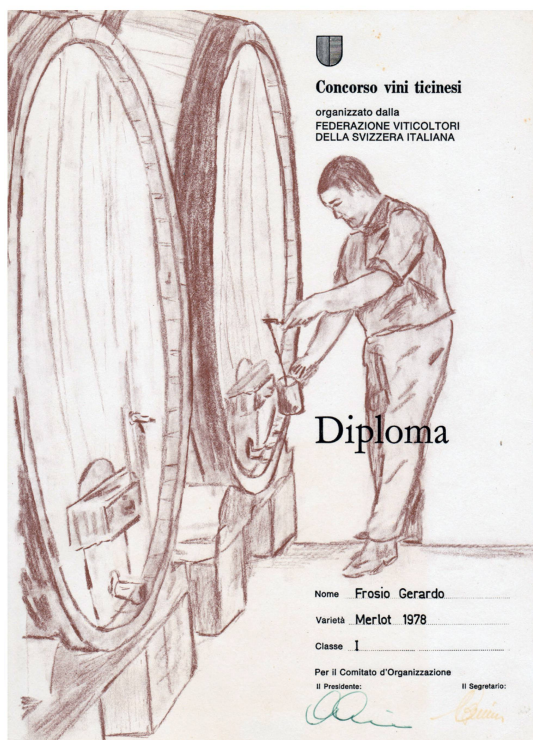 Concorso vini ticinesi
organizzato dalla
FEDERAZIONE VITICOLTORI
DELLA SVIZZERA ITALIANA
Diploma
Nome Frosio Gerardo
Varietà Merlot 1978
Classe I
Per il Comitato d'Organizzazione
Il Presidente: Il Segretario: